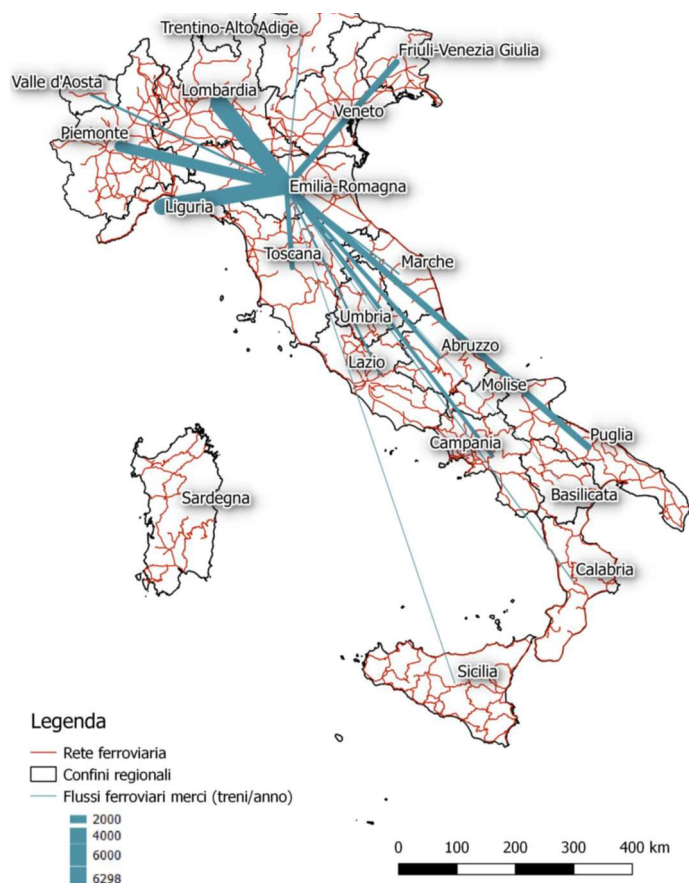 Trentino-Alto Adige
Friuli-Venezia Giulia
Valle d'Aosta
Lombardia
Veneto
Piemonte
Emilia-Romagna
Liguria
Toscana
Marche
Umbria
Abruzzo
Lazio
Molise
Campania
Puglia
Sardegna
Basilicata
Calabria
Sicilia
Legenda
Rete ferroviaria
Confini regionali
Flussi ferroviari merci (treni/anno)
2000
4000
6000
6298
0 100 200 300 400 km